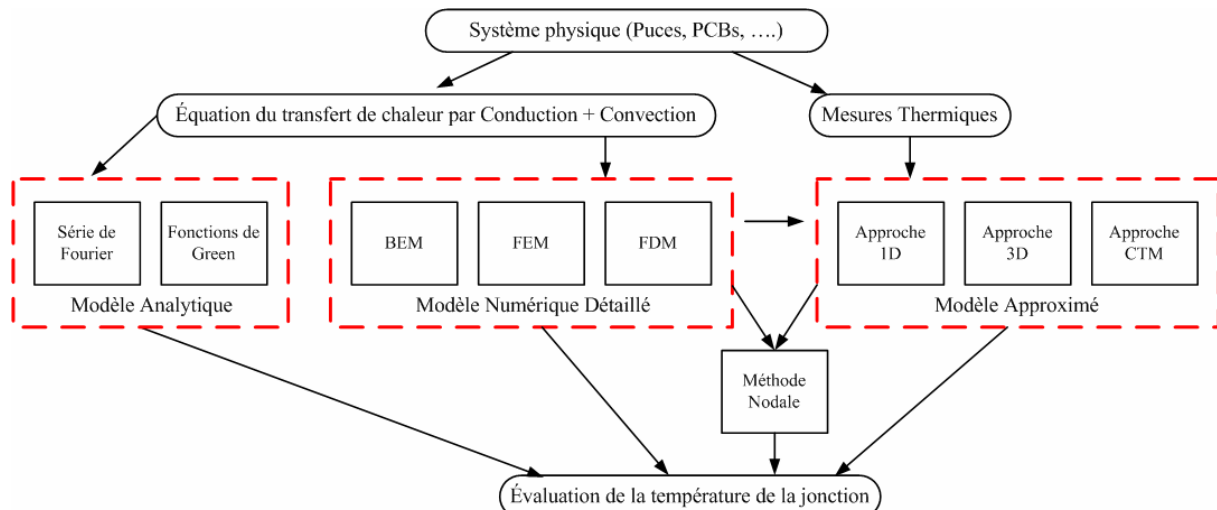 Système physique (Puces, PCBs, ….)
Équation du transfert de chaleur par Conduction + Convection
Mesures Thermiques
Série de
Fourier
Fonctions de
Green
Modèle Analytique
BEM
FEM
FDM
Modèle Numérique Détaillé
Approche
1D
Approche
3D
Approche
CTM
Modèle Approximé
Méthode
Nodale
Évaluation de la température de la jonction